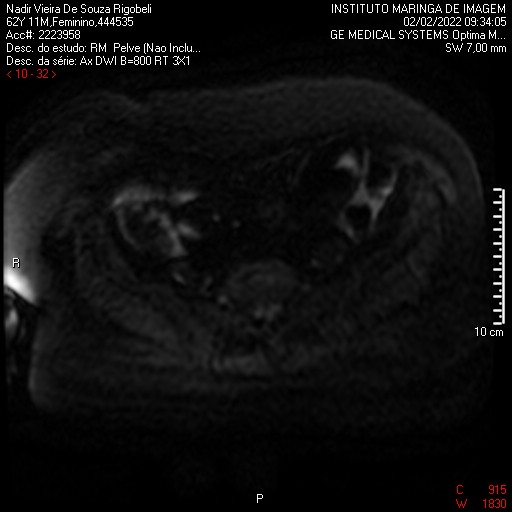 Nadir Vieira De Souza Rigobeli
62Y 11M,Feminino,444535
Acc#: 2223958
Desc. do estudo: RM  Pelve (Nao Inclu...
Desc. da série: Ax DWI B=800 RT 3X1
< 10 - 32 >
INSTITUTO MARINGA DE IMAGEM
02/02/2022 09:34:05
GE MEDICAL SYSTEMS Optima M...
SW 7,00 mm
R
10 cm
P
C 915
W 1830